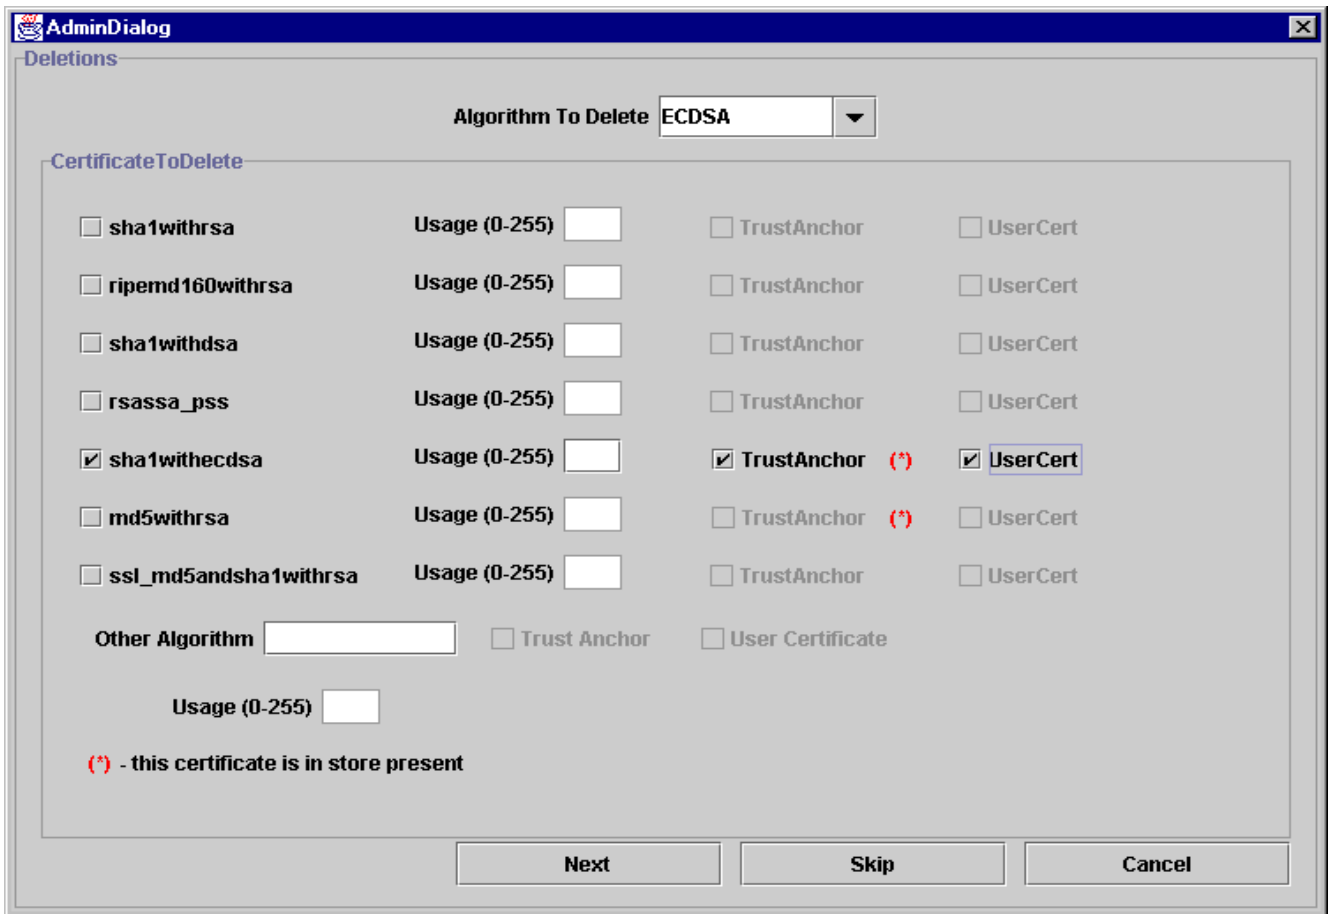 AdminDialog
Deletions
Algorithm To Delete ECDSA
CertificateToDelete
sha1withrsa Usage (0-255) TrustAnchor UserCert
ripemd160withrsa Usage (0-255) TrustAnchor UserCert
sha1withdsa Usage (0-255) TrustAnchor UserCert
rsassa_pss Usage (0-255) TrustAnchor UserCert
sha1withecdsa Usage (0-255) TrustAnchor (*) UserCert
md5withrsa Usage (0-255) TrustAnchor (*) UserCert
ssl_md5andsha1withrsa Usage (0-255) TrustAnchor UserCert
Other Algorithm Trust Anchor User Certificate
Usage (0-255)
(*) - this certificate is in store present
Next Skip Cancel